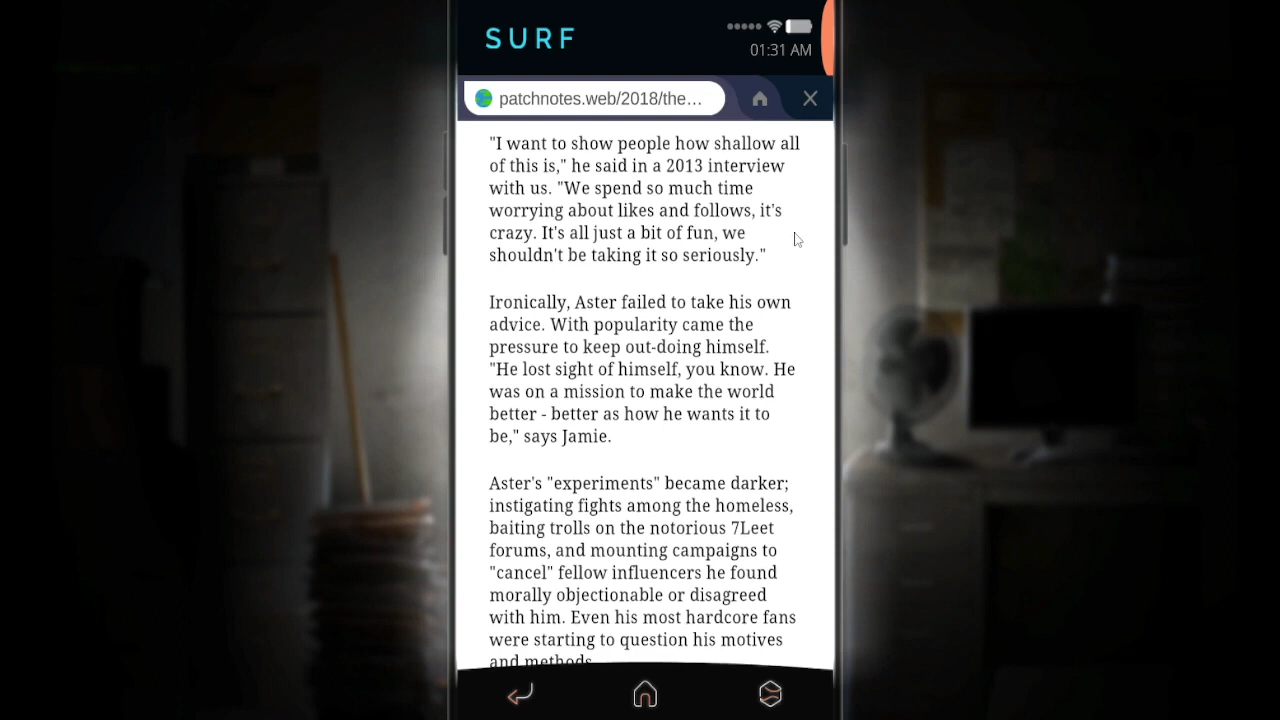 SURF
01:31 AM
patchnotes.web/2018/the...
"I want to show people how shallow all
of this is," he said in a 2013 interview
with us. "We spend so much time
worrying about likes and follows, it's
crazy. It's all just a bit of fun, we
shouldn't be taking it so seriously."
Ironically, Aster failed to take his own
advice. With popularity came the
pressure to keep out-doing himself.
"He lost sight of himself, you know. He
was on a mission to make the world
better - better as how he wants it to
be," says Jamie.
Aster's "experiments" became darker;
instigating fights among the homeless,
baiting trolls on the notorious 7Leet
forums, and mounting campaigns to
"cancel" fellow influencers he found
morally objectionable or disagreed
with him. Even his most hardcore fans
were starting to question his motives
and methods.